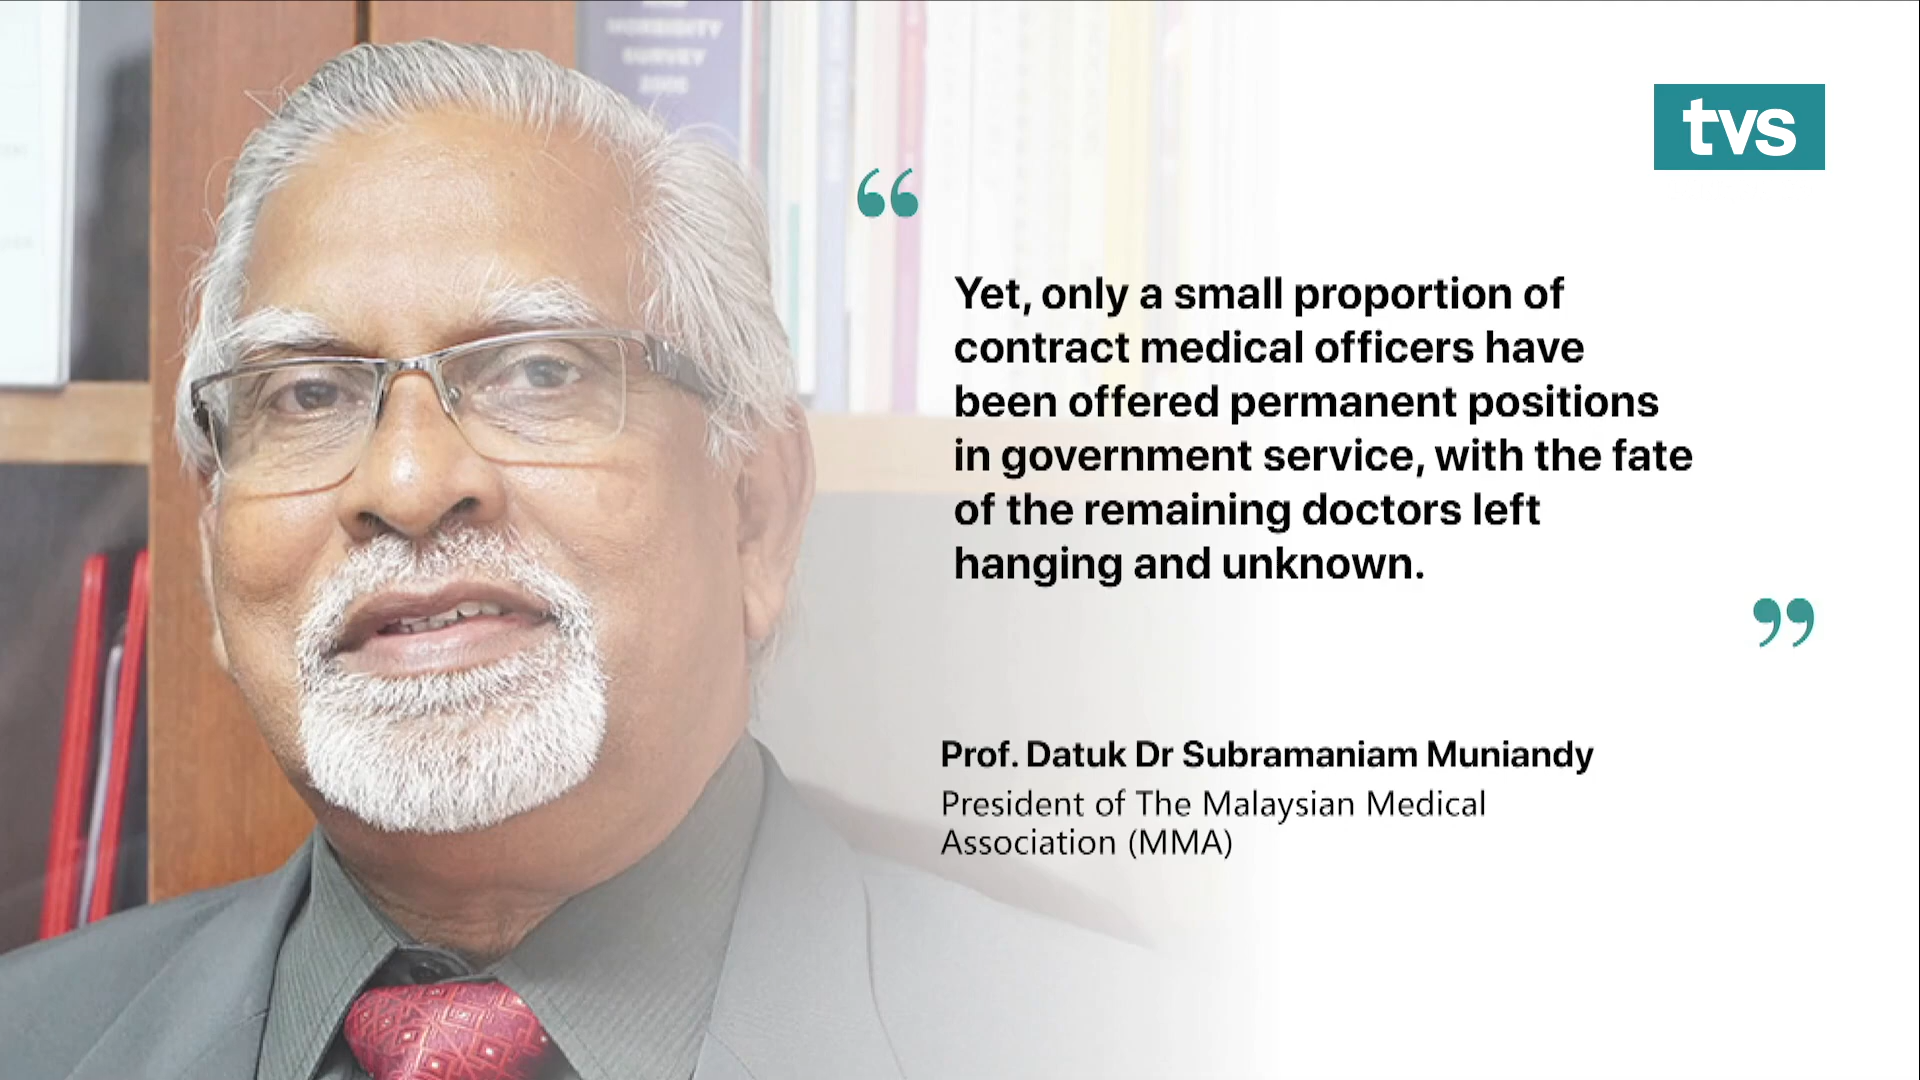 MORBIDITY
SURVEY
tvs
“
Yet, only a small proportion of
contract medical officers have
been offered permanent positions
in government service, with the fate
of the remaining doctors left
hanging and unknown.
”
Prof. Datuk Dr Subramaniam Muniandy
President of The Malaysian Medical
Association (MMA)